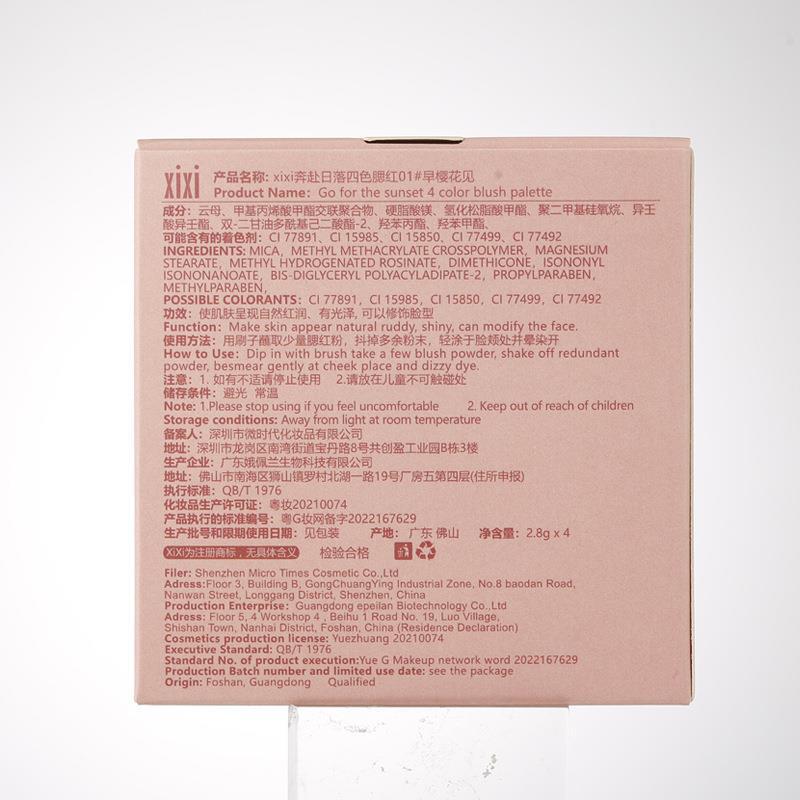 xixi
产品名称: xixi奔赴日落四色腮红01#早樱花见
Product Name: Go for the sunset 4 color blush palette
成分: 云母、甲基丙烯酸甲酯交联聚合物、硬脂酸镁、氢化松脂酸甲酯、聚二甲基硅氧烷、异壬
酸异壬酯、双-二甘油多酰基己二酸酯-2、羟苯丙酯、羟苯甲酯、
可能含有的着色剂: CI 77891、CI 15985、CI 15850、CI 77499、CI 77492
INGREDIENTS: MICA, METHYL METHACRYLATE CROSSPOLYMER, MAGNESIUM
STEARATE, METHYL HYDROGENATED ROSINATE, DIMETHICONE, ISONONYL
ISONONANOATE, BIS-DIGLYCERYL POLYACYLADIPATE-2, PROPYLPARABEN,
METHYLPARABEN,
POSSIBLE COLORANTS: CI 77891, CI 15985, CI 15850, CI 77499, CI 77492
功效: 使肌肤呈现自然红润、有光泽, 可以修饰脸型
Function: Make skin appear natural ruddy, shiny, can modify the face.
使用方法: 用刷子蘸取少量腮红粉, 抖掉多余粉末, 轻涂于脸颊处并晕染开
How to Use: Dip in with brush take a few blush powder, shake off redundant
powder, besmear gently at cheek place and dizzy dye.
注意: 1. 如有不适请停止使用 2.请放在儿童不可触碰处
储存条件: 避光 常温
Note: 1.Please stop using if you feel uncomfortable 2. Keep out of reach of children
Storage conditions: Away from light at room temperature
备案人: 深圳市微时代化妆品有限公司
地址: 深圳市龙岗区南湾街道宝丹路8号共创盈工业园B栋3楼
生产企业: 广东娥佩兰生物科技有限公司
地址: 佛山市南海区狮山镇罗村北湖一路19号厂房五第四层(住所申报)
执行标准: QB/T 1976
化妆品生产许可证: 粤妆20210074
产品执行的标准编号: 粤G妆网备字2022167629
生产批号和限期使用日期: 见包装 产地: 广东 佛山 净含量: 2.8g x 4
XiXi为注册商标, 无具体含义 检验合格
Filer: Shenzhen Micro Times Cosmetic Co.,Ltd
Adress:Floor 3, Building B, GongChuangYing Industrial Zone, No.8 baodan Road,
Nanwan Street, Longgang District, Shenzhen, China
Production Enterprise: Guangdong epeilan Biotechnology Co.,Ltd
Adress: Floor 5, 4 Workshop 4 , Beihu 1 Road No. 19, Luo Village,
Shishan Town, Nanhai District, Foshan, China (Residence Declaration)
Cosmetics production license: Yuezhuang 20210074
Executive Standard: QB/T 1976
Standard No. of product execution:Yue G Makeup network word 2022167629
Production Batch number and limited use date: see the package
Origin: Foshan, Guangdong Qualified